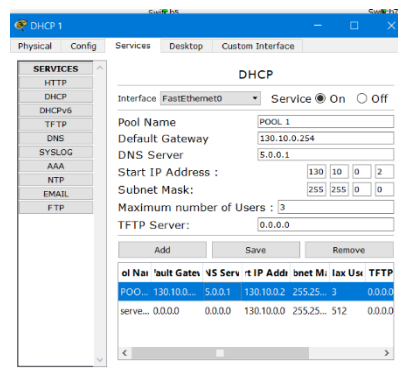 DHCP 1
Physical Config Services Desktop Custom Interface
SERVICES
HTTP
DHCP
DHCPv6
TFTP
DNS
SYSLOG
AAA
NTP
EMAIL
FTP
DHCP
Interface FastEthernet0 Service On Off
Pool Name POOL 1
Default Gateway 130.10.0.254
DNS Server 5.0.0.1
Start IP Address : 130 10 0 2
Subnet Mask: 255 255 0 0
Maximum number of Users : 3
TFTP Server: 0.0.0.0
Add Save Remove
ol Nar 'ault Gatev NS Serv rt IP Addr bnet Ma lax Use TFTP
POO... 130.10.0.... 5.0.0.1 130.10.0.2 255.25... 3 0.0.0.0
serve... 0.0.0.0 0.0.0.0 130.10.0.0 255.25... 512 0.0.0.0